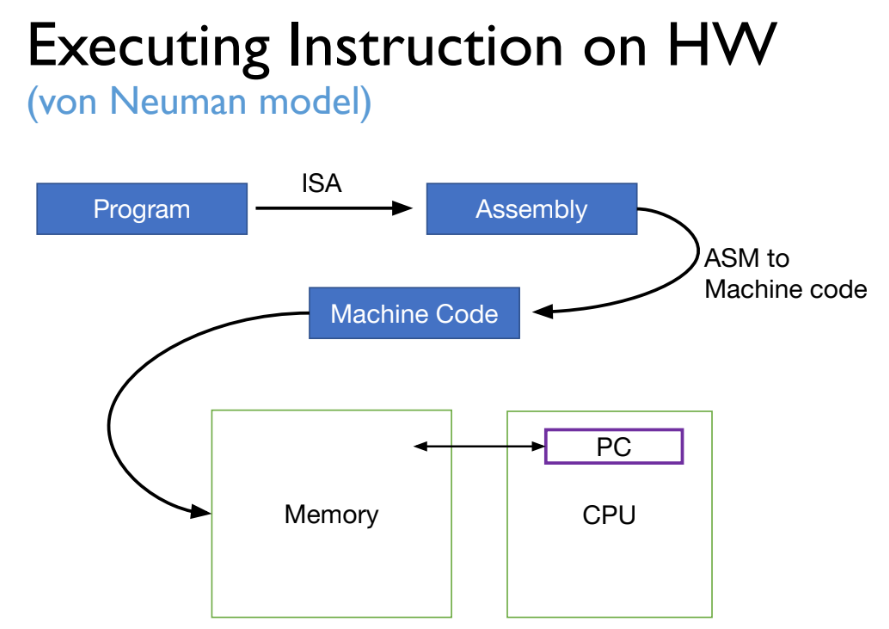 Executing Instruction on HW
(von Neuman model)
ISA
Program
Assembly
ASM to
Machine code
Machine Code
PC
Memory
CPU